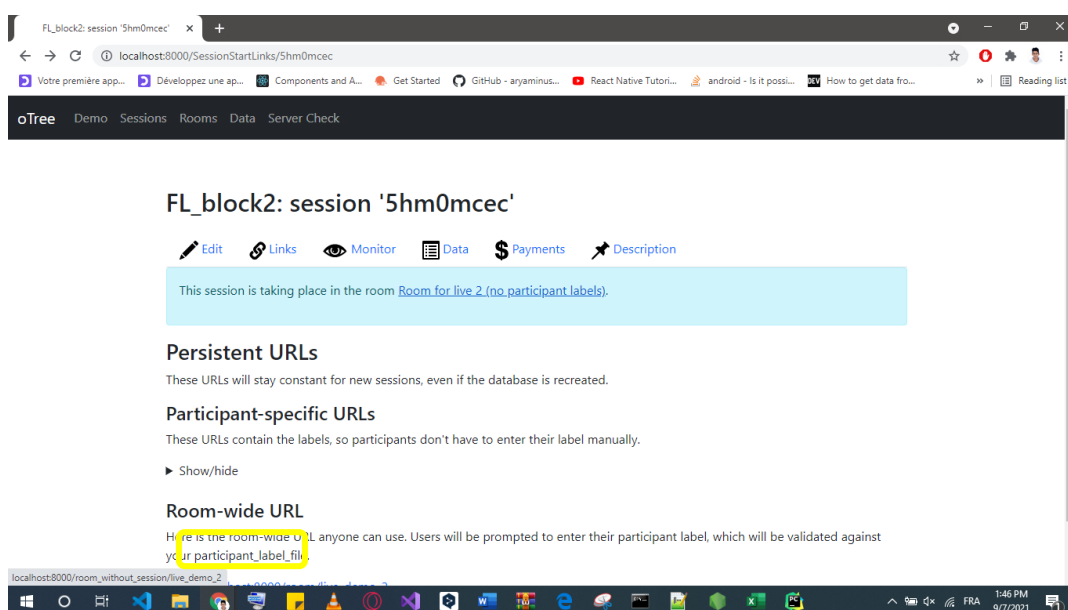 FL_block2: session '5hm0mcec'
localhost:8000/SessionStartLinks/5hm0mcec
Votre première app... Développez une ap... Components and A... Get Started GitHub - aryaminus... React Native Tutori... android - Is it possi... DEV How to get data fro... » Reading list
oTree Demo Sessions Rooms Data Server Check
FL_block2: session '5hm0mcec'
Edit Links Monitor Data Payments Description
This session is taking place in the room Room for live 2 (no participant labels).
Persistent URLs
These URLs will stay constant for new sessions, even if the database is recreated.
Participant-specific URLs
These URLs contain the labels, so participants don't have to enter their label manually.
Show/hide
Room-wide URL
Here is the room-wide URL anyone can use. Users will be prompted to enter their participant label, which will be validated against
your participant_label_file.
localhost:8000/room_without_session/live_demo_2
FRA 1:46 PM
9/7/2021